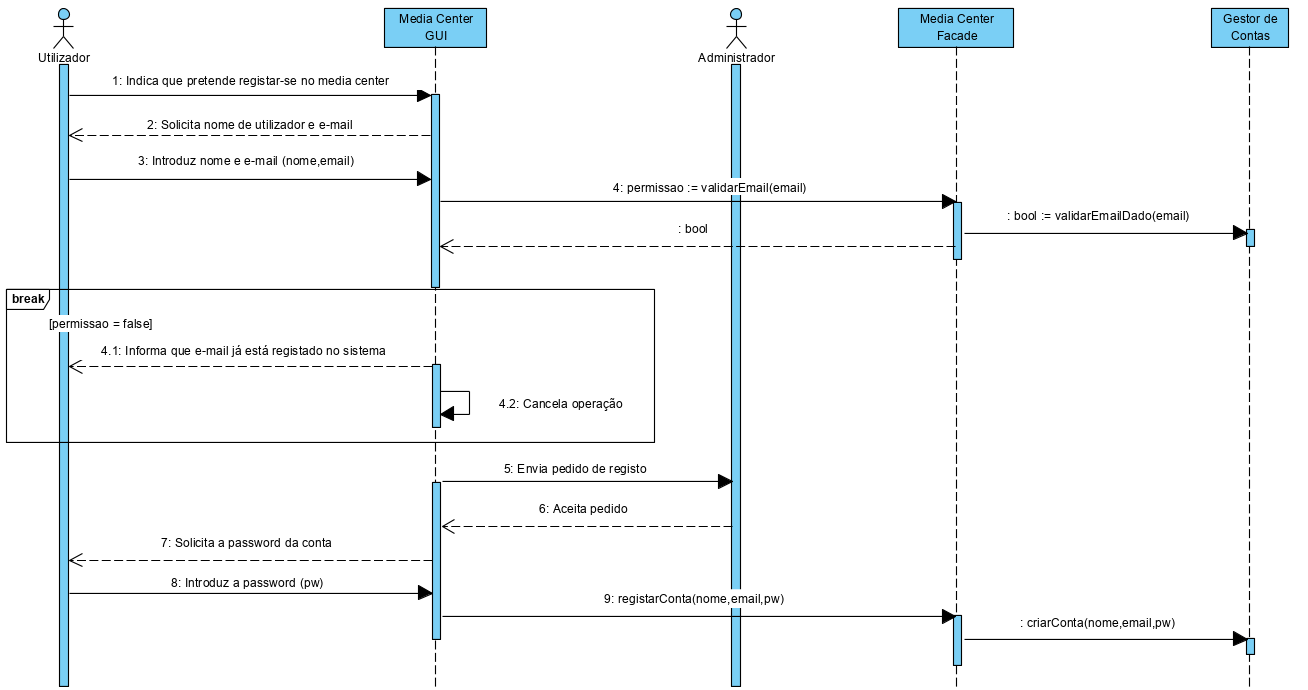 Media Center
GUI
Media Center
Facade
Gestor de
Contas
Utilizador
Administrador
1: Indica que pretende registar-se no media center
2: Solicita nome de utilizador e e-mail
3: Introduz nome e e-mail (nome,email)
4: permissao := validarEmail(email)
: bool := validarEmailDado(email)
: bool
break
[permissao = false]
4.1: Informa que e-mail já está registado no sistema
4.2: Cancela operação
5: Envia pedido de registo
6: Aceita pedido
7: Solicita a password da conta
8: Introduz a password (pw)
9: registarConta(nome,email,pw)
: criarConta(nome,email,pw)